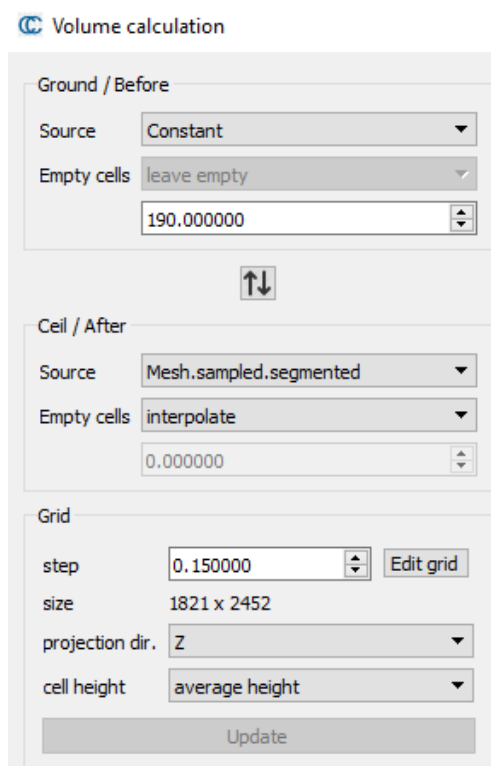 Volume calculation
Ground / Before
Source Constant
Empty cells leave empty
190.000000
Ceil / After
Source Mesh.sampled.segmented
Empty cells interpolate
0.000000
Grid
step 0.150000 Edit grid
size 1821 x 2452
projection dir. Z
cell height average height
Update